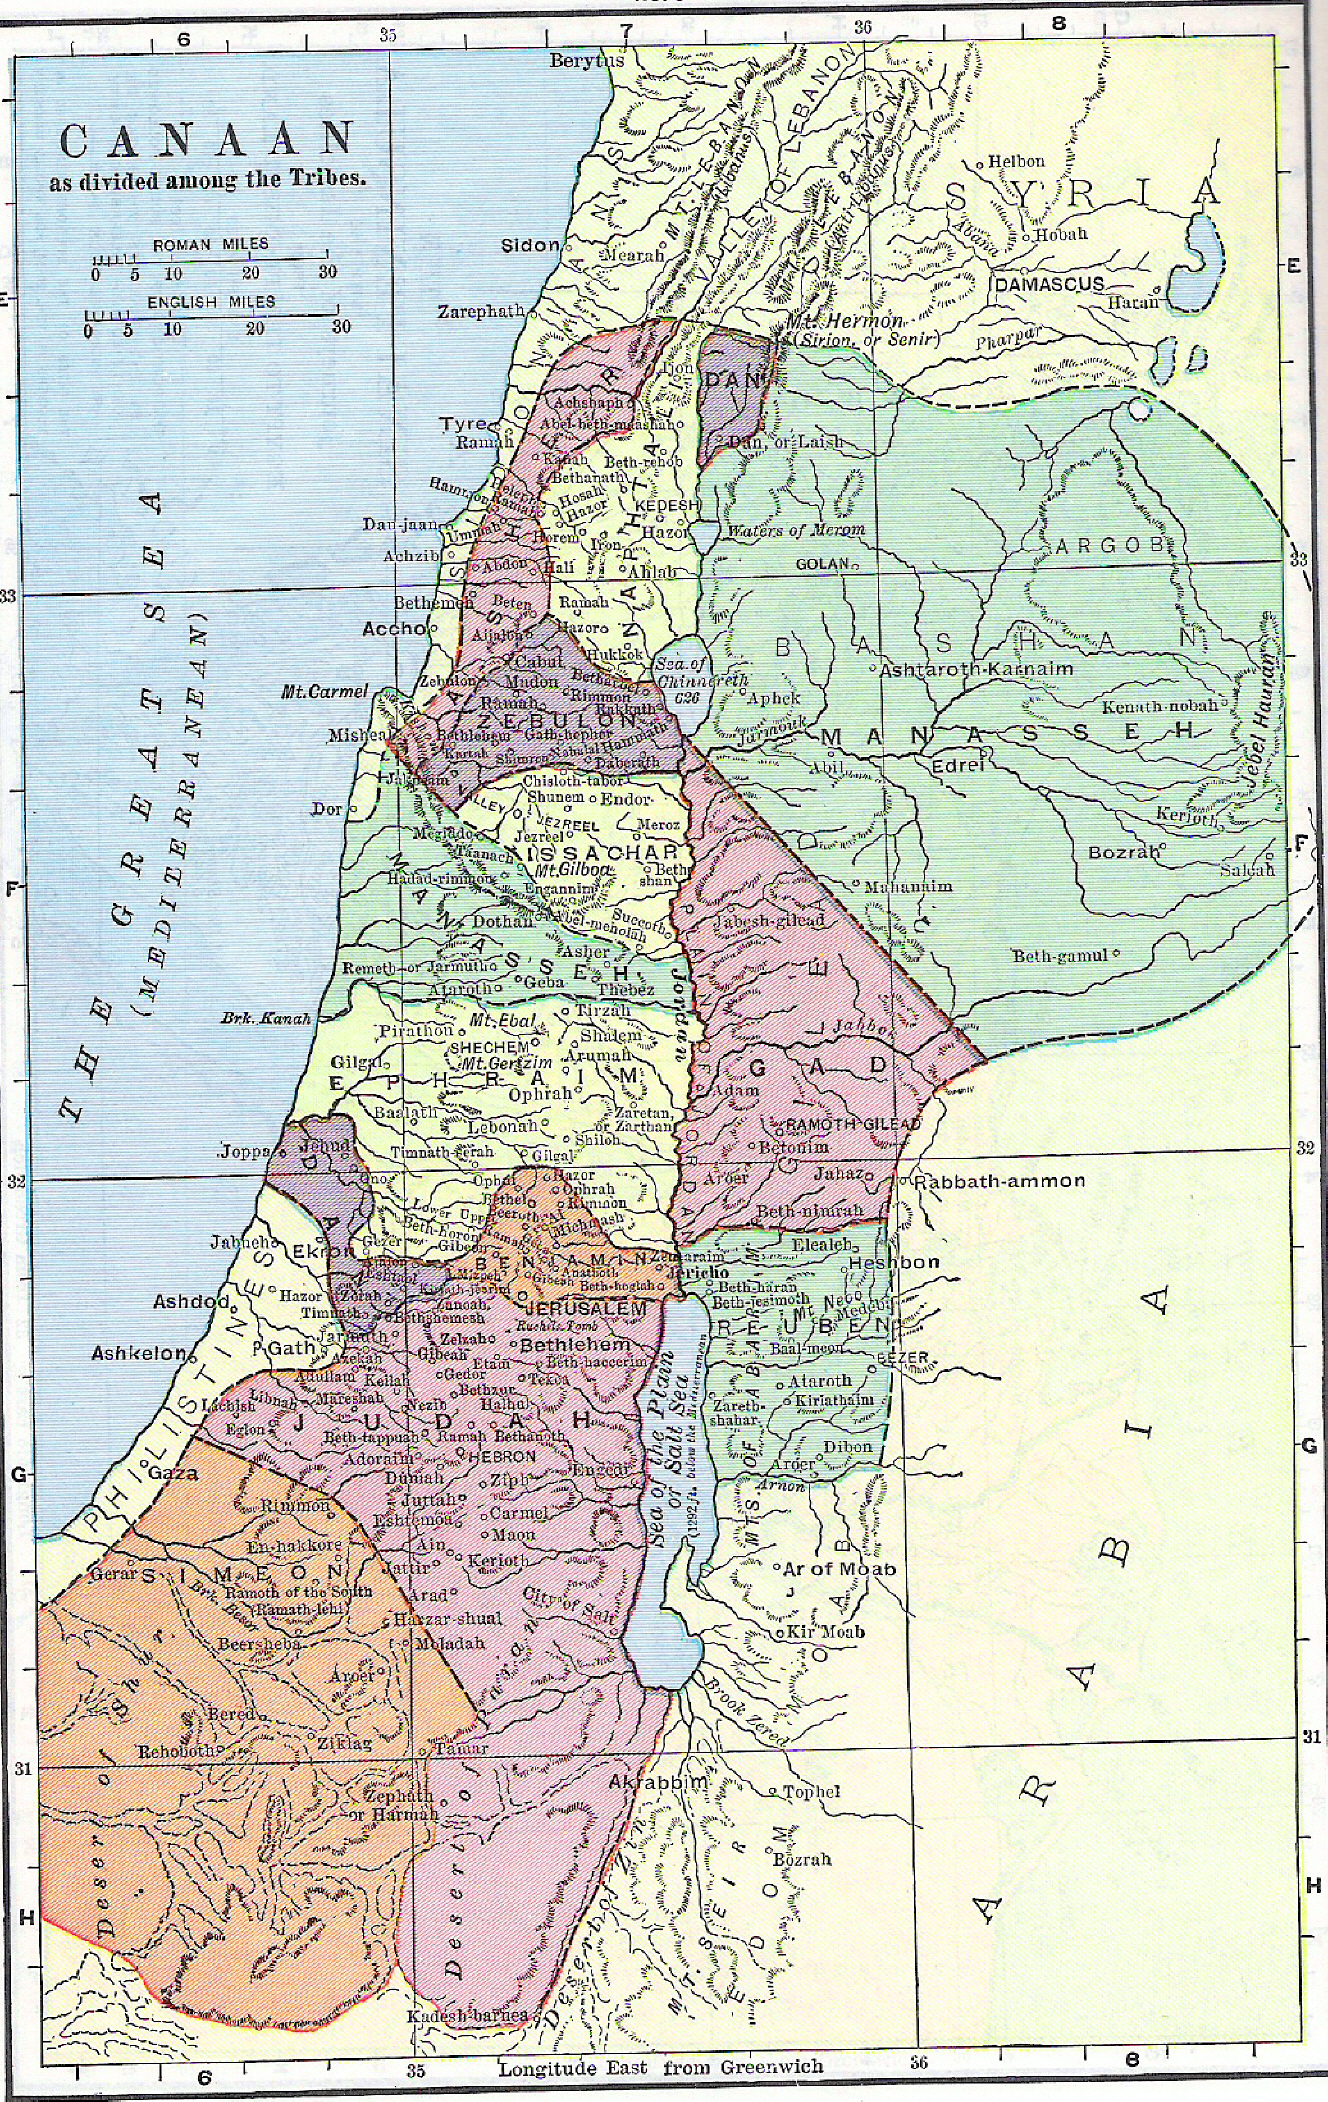 6
35
7
36
8
CANAAN
as divided among the Tribes.
ROMAN MILES
0 5 10 20 30
ENGLISH MILES
0 5 10 20 30
THE GREAT SEA
(MEDITERRANEAN)
Berytus
MT. LEBANON
(Libanus)
VALLEY OF LEBANON
(Anti-Libanus)
SYRIA
Helbon
Abana
Hobah
DAMASCUS
Haran
E
E
Sidon
Mearah
Zarephath
Mt. Hermon
(Sirion, or Senir)
Pharpar
Ijon
DAN
Achshaph
Abel-beth-maashah
Tyre
Ramah
Dan, or Laish
Kanah
Beth-rehob
Bethanath
Hosah
Hazor
KEDESH
Hazor
Dan-jaan
Ummah
Horem
Iron
Waters of Merom
ARGOB
Achzib
Abdon
Hali
Ahlab
GOLAN
33
33
Bethemeh
Beten
Ramah
Accho
Hazor
Hukkok
NAPHTALI
ASHER
BASHAN
Sea of
Chinnereth
626
Cabul
Zebulon
Madon
Rimmon
Rakkath
Ramah
Mt. Carmel
Ashtaroth-Karnaim
Aphek
Kenath-nobah
Jebel Hauran
Misheal
ZEBULON
Bethlehem
Gath-hepher
Kartah
Shimron
Daberath
Jarmouk
MANASSEH
Abil
Edrei
Kerioth
Bozrah
Salcah
Chisloth-tabor
Shunem
Endor
Dor
VALLEY
JEZREEL
Jezreel
Meroz
Megiddo
Taanach
ISSACHAR
Mt. Gilboa
Beth
shan
Hadad-rimmon
Engannim
F
F
Mahanaim
Abel-meholah
Succoth
Dothan
Jabesh-gilead
Beth-gamul
Asher
MANASSEH
Remeth or Jarmuth
Geba
Ataroth
Thebez
Jordan
Brk. Kanah
Tirzah
Mt. Ebal
Pirathon
Shalem
SHECHEM
Arumah
Mt. Gerizim
Gilgal
EPHRAIM
Ophrah
Jabbok
GILEAD
GAD
Adam
PLAIN OF JORDAN
Baalath
Lebonah
Zaretan,
or Zarthan
Shiloh
RAMOTH GILEAD
Betonim
Jahaz
Aroer
Rabbath-ammon
Beth-nimrah
Joppa
Jehud
DAN
Ono
Timnath-serah
Gilgal
32
32
Ophni
Hazor
Ophrah
Bethel
Rimmon
Beeroth
Ai
Michmash
Lower Upper
Beth-horon
Gezer
Gibeon
Jabneh
Ekron
Ajalon
Eshtaol
BENJAMIN
Mizpeh
Gibeah
Anathoth
Beth-hoglah
Zemaraim
Jericho
Kirjath-jearim
Elealeh
Heshbon
Beth-haran
Beth-jesimoth
Mt Nebo
Medeba
REUBEN
Baal-meon
BEZER
Ataroth
Kiriathaim
Zareth-
shahar
Dibon
Aroer
Arnon
MTS OF ABARIM
Ashdod
Hazor
Zorah
Timnath
Zanoah
Bethshemesh
JERUSALEM
Rachels Tomb
Ashkelon
Gath
Jarmuth
Zelzah
Bethlehem
Azekah
Gibeah
Etam
Beth-haccerim
Adullam
Keilah
Gedor
Tekoa
Bethzur
Libnah
Mareshah
Nezib
Halhul
Lachish
JUDAH
Eglon
Beth-tappuah
Ramah
Bethanoth
Adoraim
HEBRON
PHILISTINES
Gaza
G
G
Dumah
Ziph
Engedi
Rimmon
Juttah
Eshtemoa
Carmel
Maon
En-hakkore
Ain
Jattir
Kerioth
Sea of the Plain
or Salt Sea
(1292 ft. below the Mediterranean)
Gerar
SIMEON
Brk. Besor
Ramoth of the South
(Ramath-lehi)
Arad
City of Salt
Hazzar-shual
Beersheba
Moladah
Aroer
MOAB
Ar of Moab
Kir Moab
Brook Zered
Bered
Rehoboth
Ziklag
Tamar
31
31
Zephath
or Harmah
Akrabbim
Tophel
Bozrah
MT. SEIR
EDOM
ARABIA
Desert of Shur
Desert of Paran
Desert of Zin
Kadesh-barnea
H
H
6
35
Longitude East from Greenwich
36
8